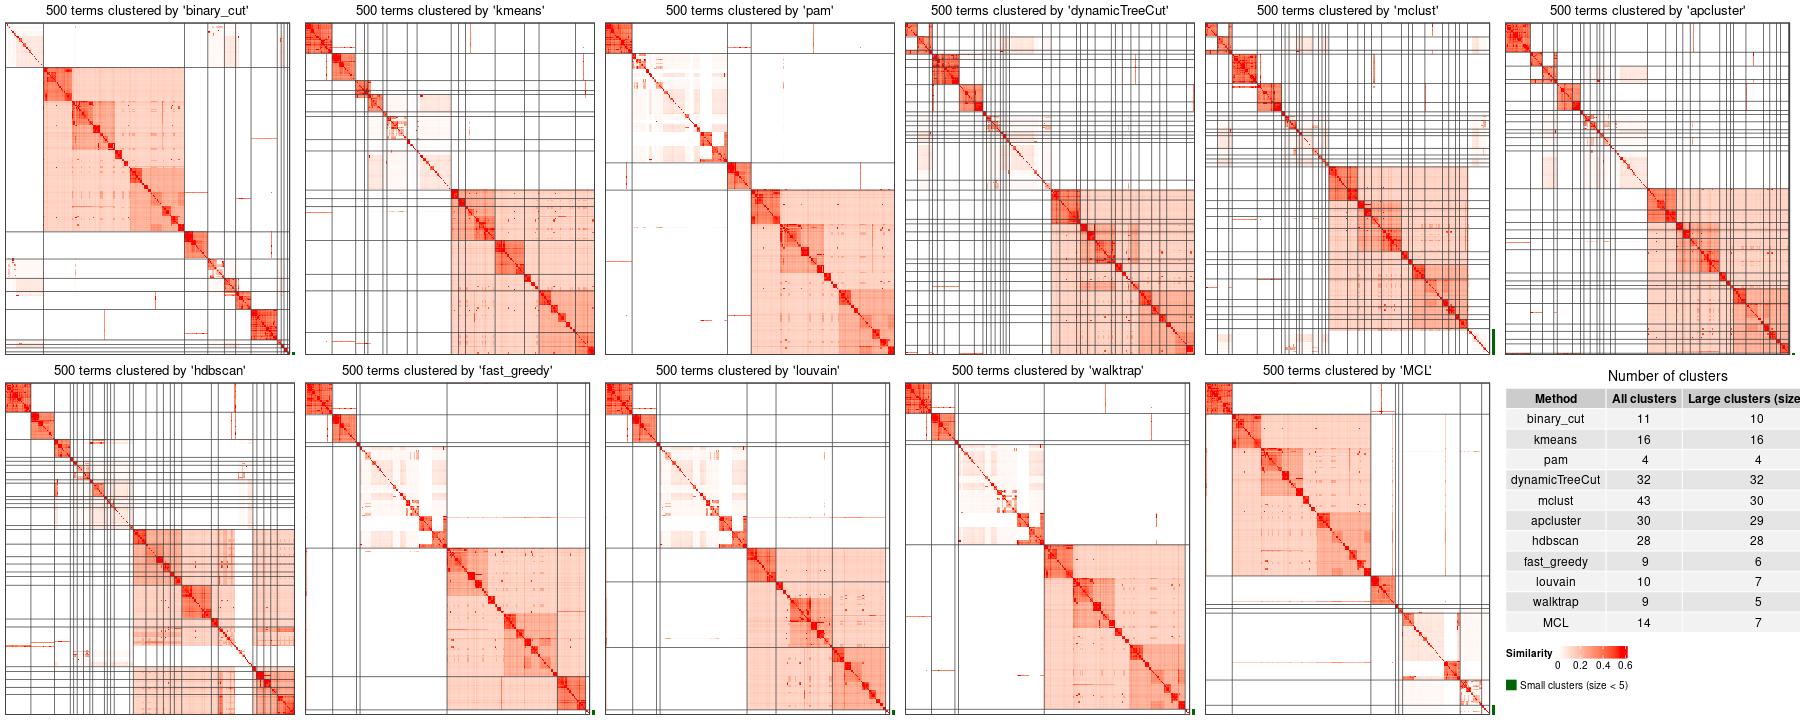 500 terms clustered by 'binary_cut'
500 terms clustered by 'kmeans'
500 terms clustered by 'pam'
500 terms clustered by 'dynamicTreeCut'
500 terms clustered by 'mclust'
500 terms clustered by 'apcluster'
500 terms clustered by 'hdbscan'
500 terms clustered by 'fast_greedy'
500 terms clustered by 'louvain'
500 terms clustered by 'walktrap'
500 terms clustered by 'MCL'
Number of clusters
Method All clusters Large clusters (size
binary_cut 11 10
kmeans 16 16
pam 4 4
dynamicTreeCut 32 32
mclust 43 30
apcluster 30 29
hdbscan 28 28
fast_greedy 9 6
louvain 10 7
walktrap 9 5
MCL 14 7
Similarity
0 0.2 0.4 0.6
Small clusters (size < 5)